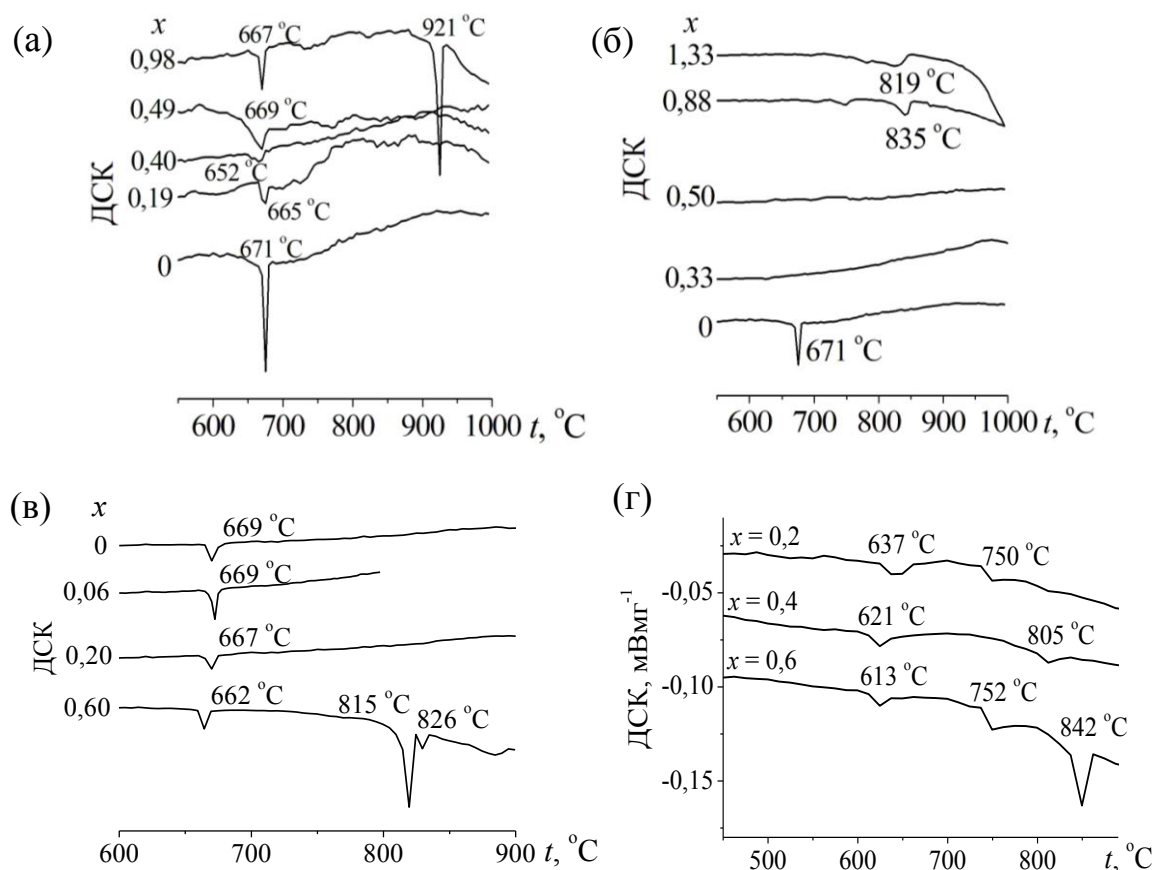 (а)
x
0,98
0,49
0,40
0,19
0
ДСК
667 °C
921 °C
669 °C
652 °C
665 °C
671 °C
600 700 800 900 1000 t, °C
(б)
x
1,33
0,88
0,50
0,33
0
ДСК
819 °C
835 °C
671 °C
600 700 800 900 1000 t, °C
(в)
x
0
0,06
0,20
0,60
ДСК
669 °C
669 °C
667 °C
662 °C
815 °C
826 °C
600 700 800 900 t, °C
(г)
ДСК, мВмг⁻¹
-0,05
-0,10
-0,15
x = 0,2
637 °C
750 °C
x = 0,4
621 °C
805 °C
x = 0,6
613 °C
752 °C
842 °C
500 600 700 800 t, °C